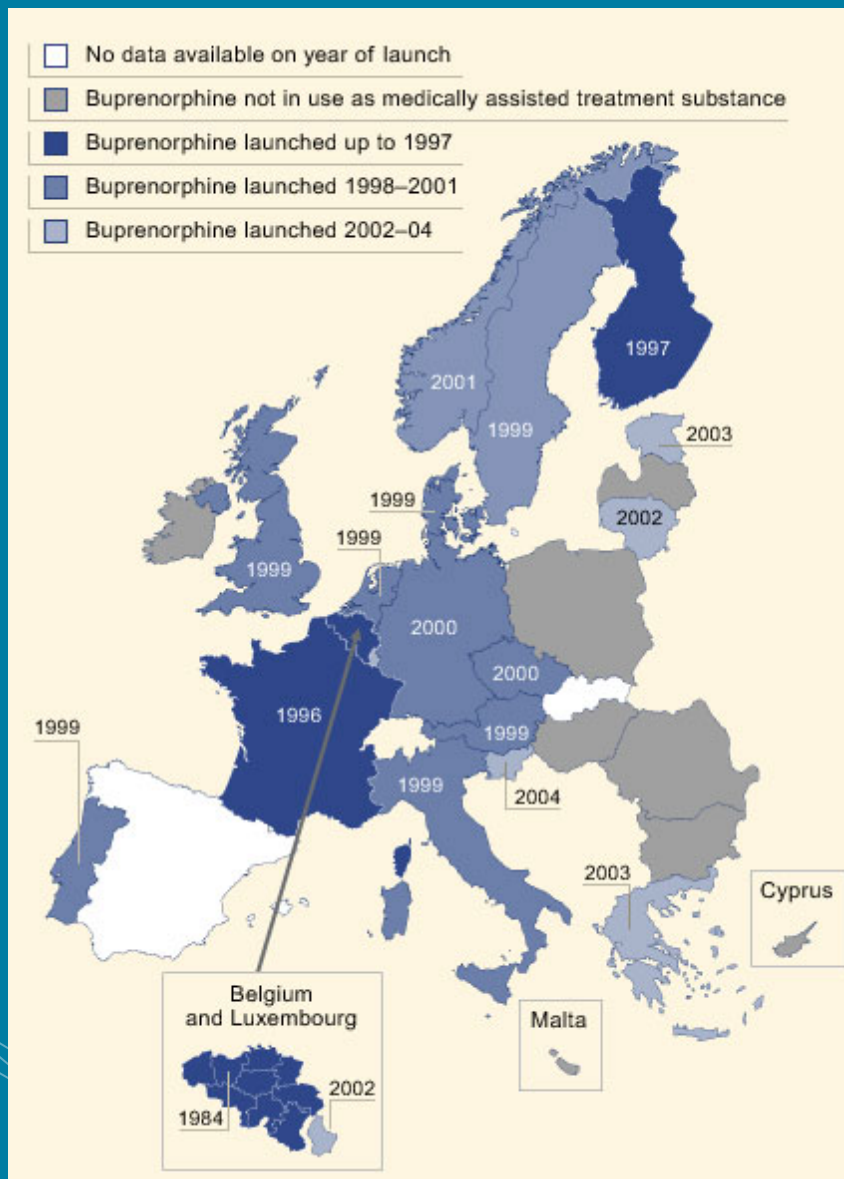 No data available on year of launch
Buprenorphine not in use as medically assisted treatment substance
Buprenorphine launched up to 1997
Buprenorphine launched 1998–2001
Buprenorphine launched 2002–04
1997
2001
1999
2003
2002
1999
1999
1999
2000
2000
1996
1999
1999
1999
2004
2003
Cyprus
Malta
Belgium
and Luxembourg
2002
1984